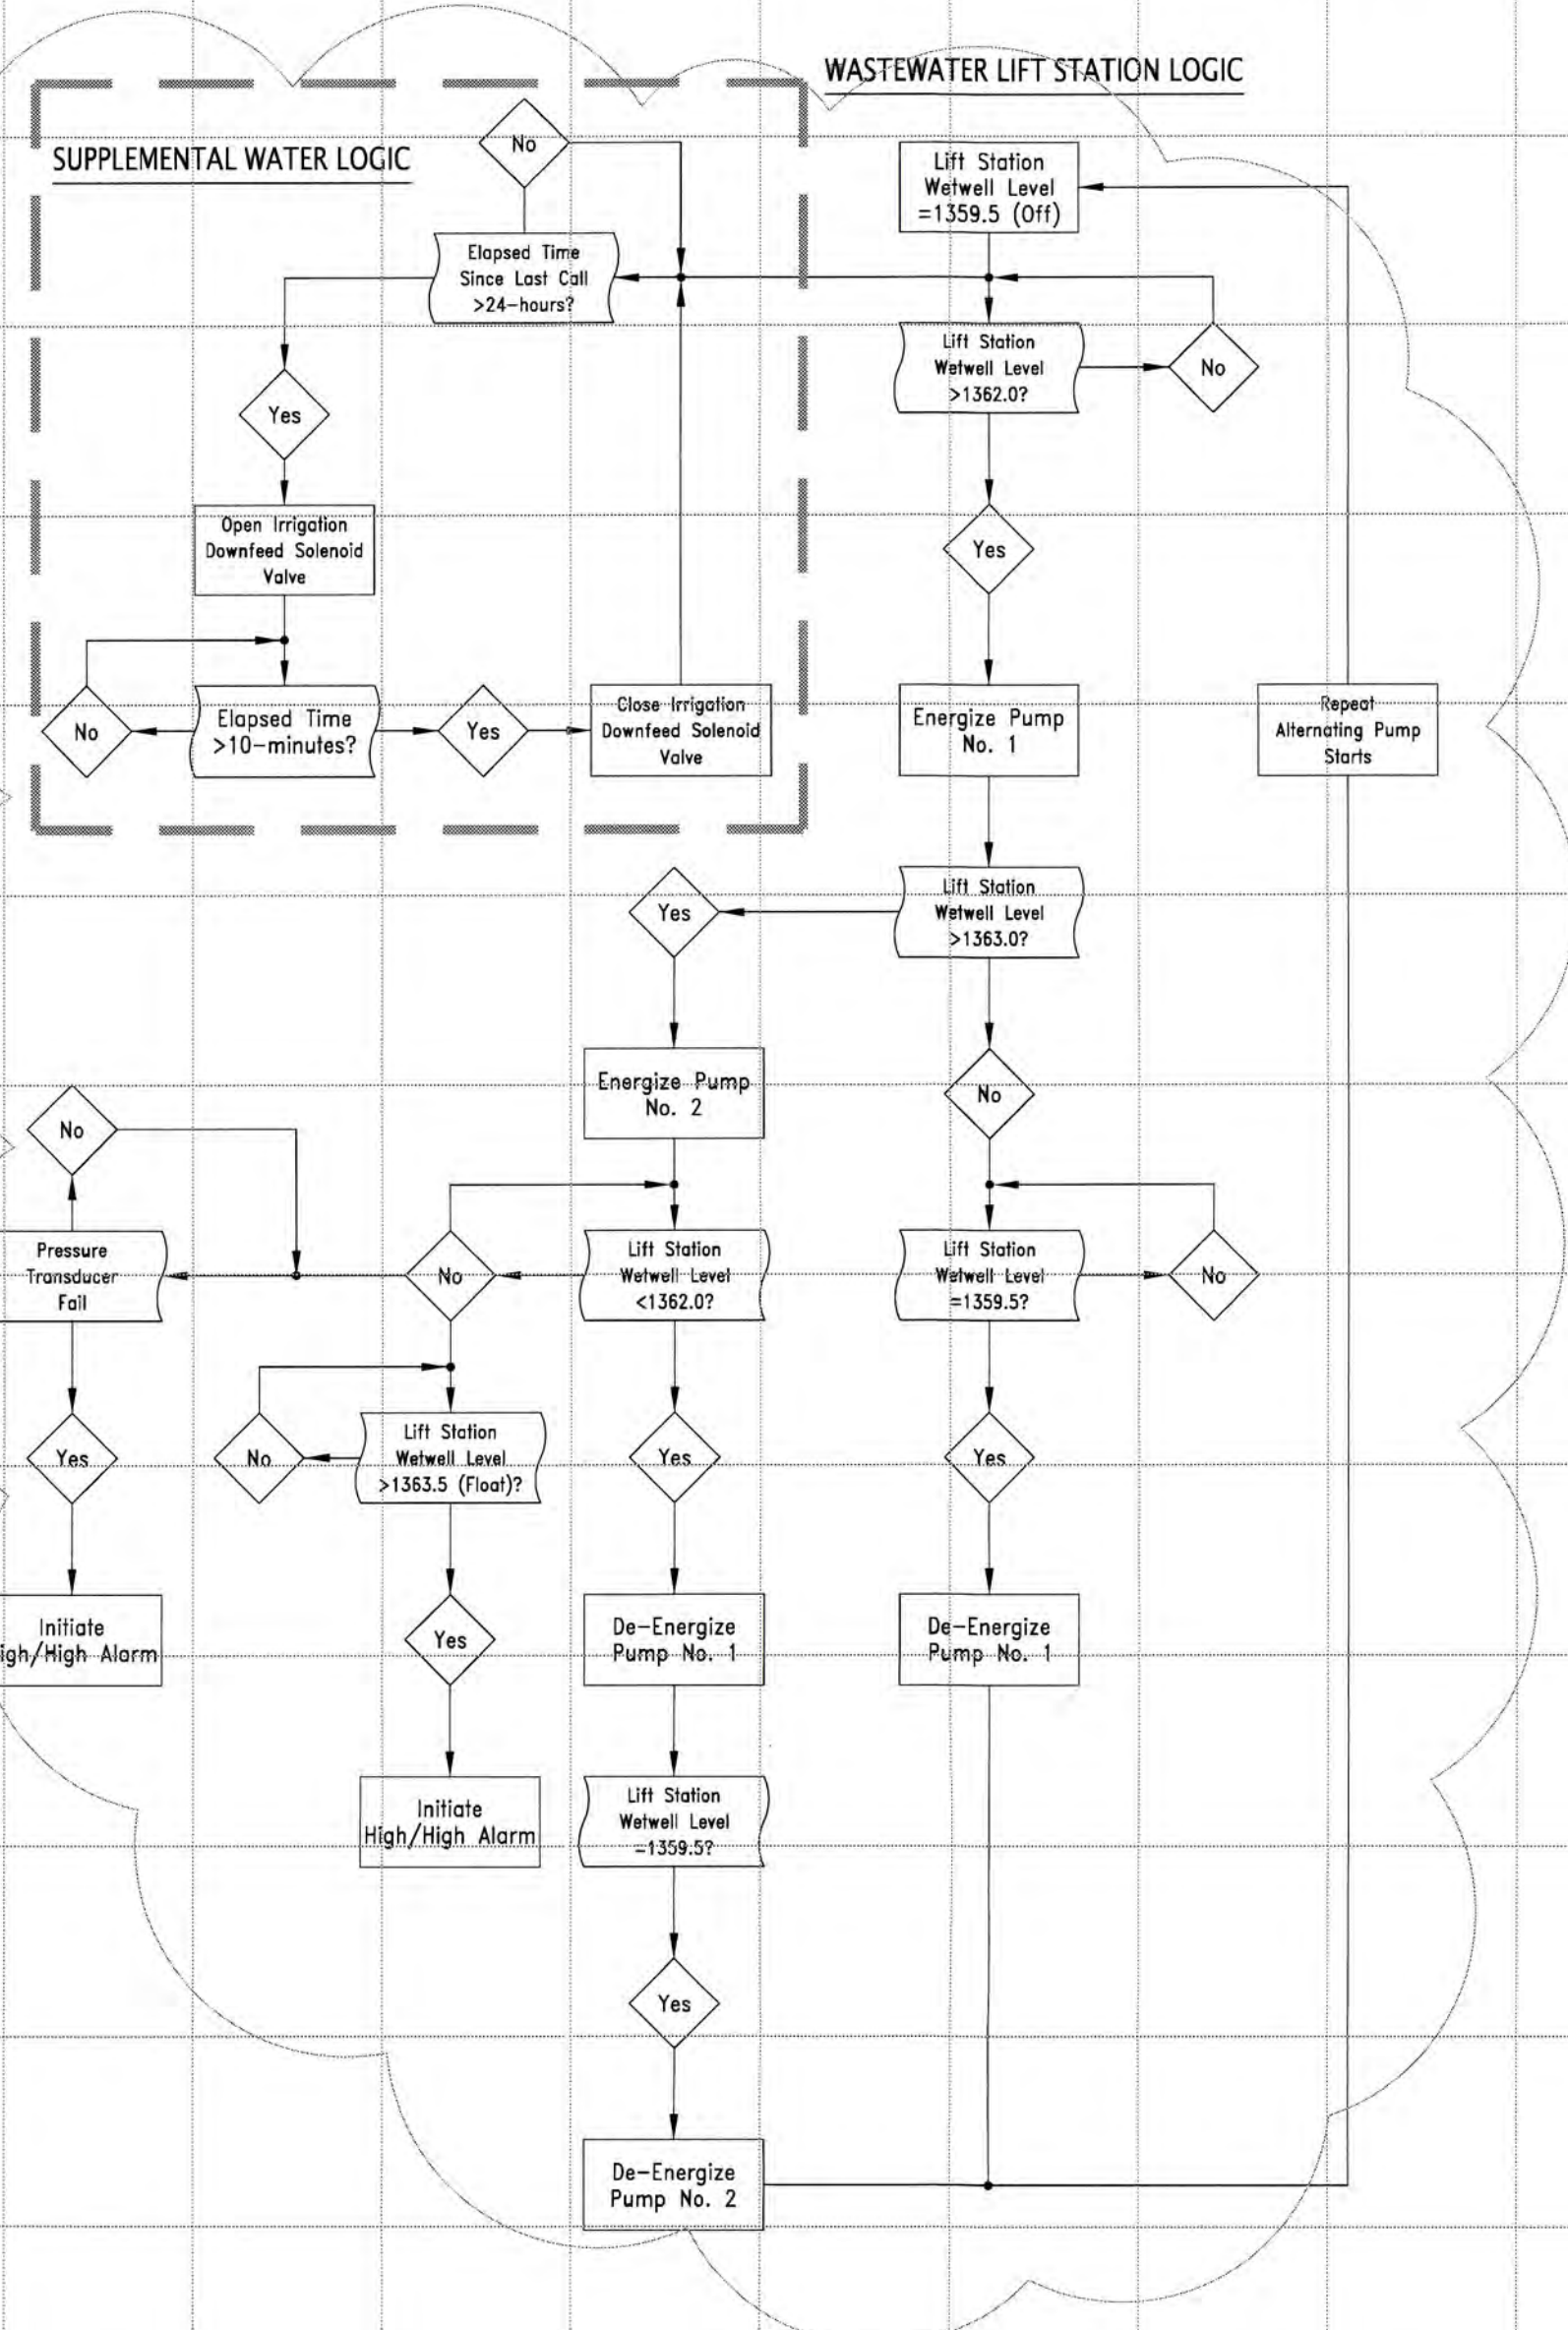 WASTEWATER LIFT STATION LOGIC
SUPPLEMENTAL WATER LOGIC
No
Elapsed Time
Since Last Call
>24-hours?
Yes
Open Irrigation
Downfeed Solenoid
Valve
No
Elapsed Time
>10-minutes?
Yes
Close Irrigation
Downfeed Solenoid
Valve
Lift Station
Wetwell Level
=1359.5 (Off)
Lift Station
Wetwell Level
>1362.0?
No
Yes
Energize Pump
No. 1
Repeat
Alternating Pump
Starts
Lift Station
Wetwell Level
>1363.0?
Yes
Energize Pump
No. 2
No
No
Pressure
Transducer
Fail
No
Lift Station
Wetwell Level
<1362.0?
Lift Station
Wetwell Level
=1359.5?
No
Yes
No
Lift Station
Wetwell Level
>1363.5 (Float)?
Yes
Yes
Initiate
igh/High Alarm
Yes
De-Energize
Pump No. 1
De-Energize
Pump No. 1
Initiate
High/High Alarm
Lift Station
Wetwell Level
=1359.5?
Yes
De-Energize
Pump No. 2